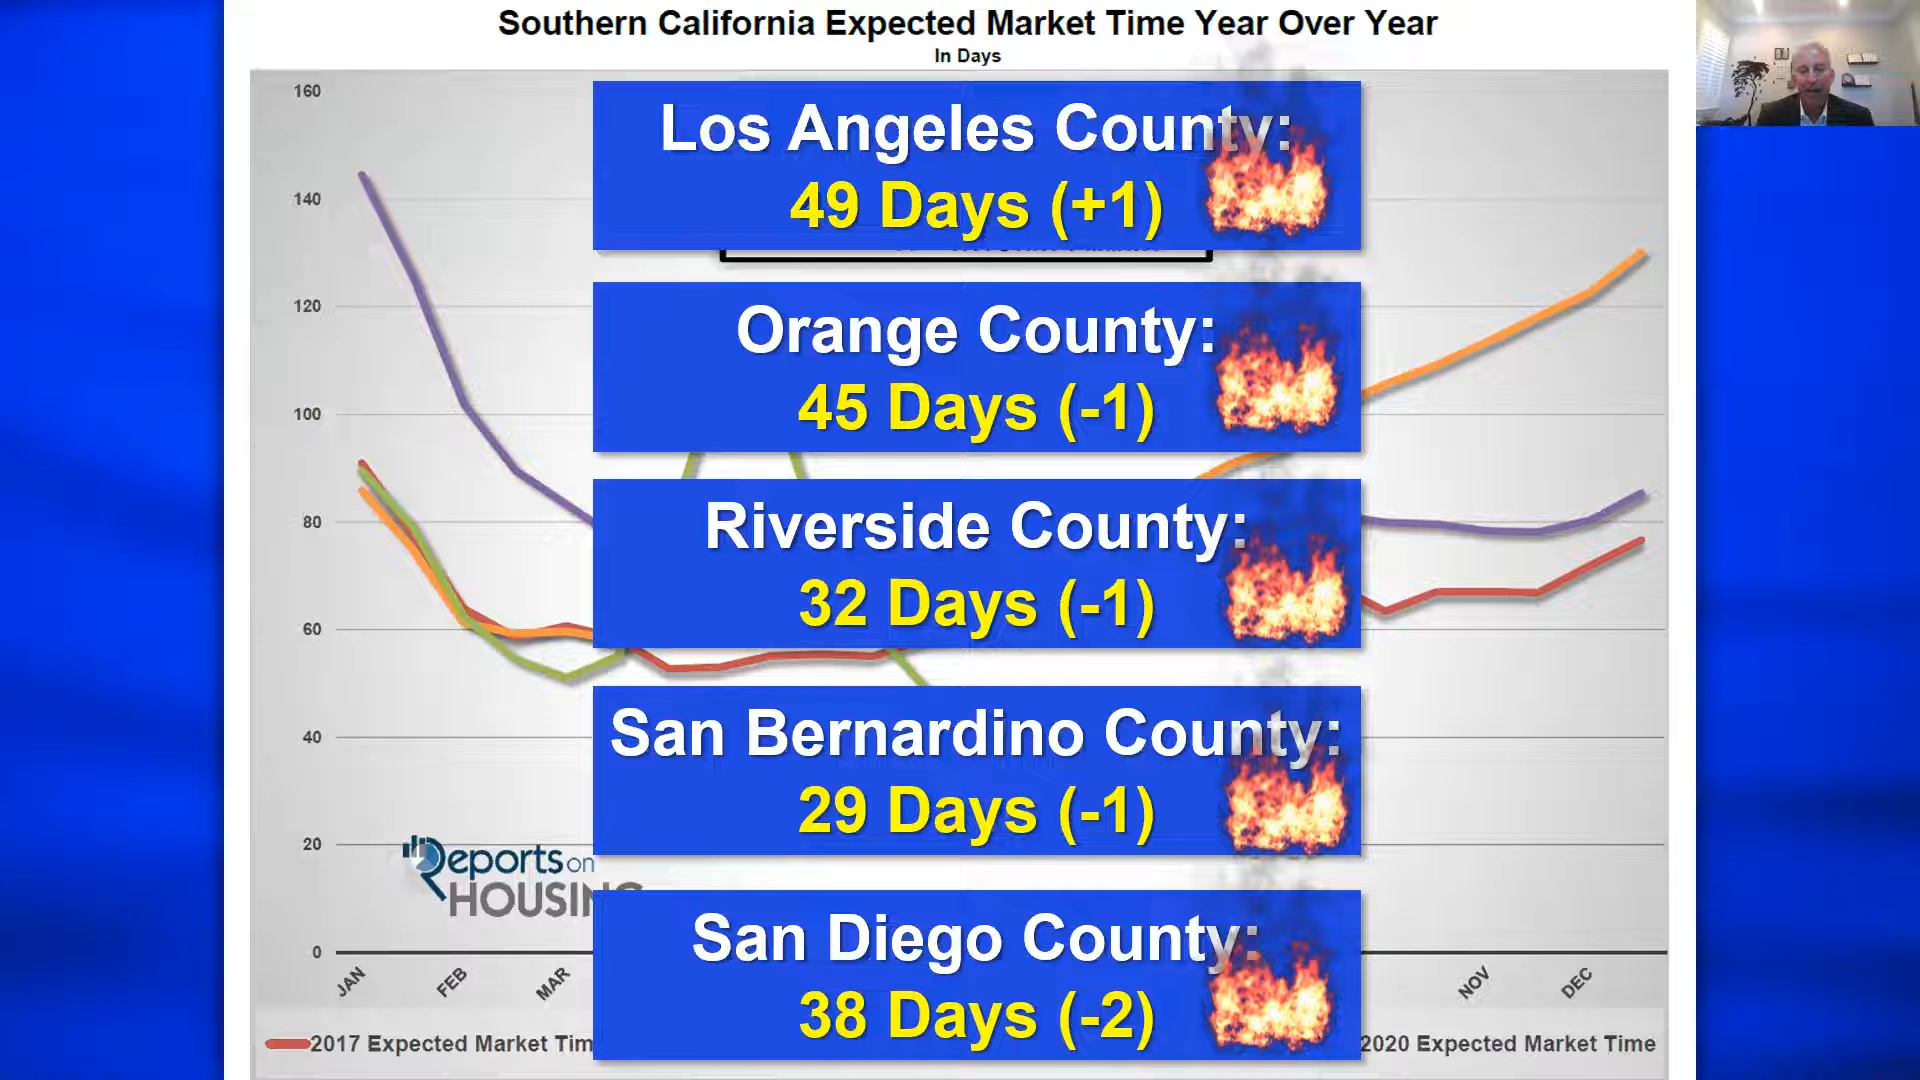 Southern California Expected Market Time Year Over Year
In Days
160
140
120
100
80
60
40
20
0
Los Angeles County:
49 Days (+1)
Orange County:
45 Days (-1)
Riverside County:
32 Days (-1)
San Bernardino County:
29 Days (-1)
San Diego County:
38 Days (-2)
Reports on
HOUSING
JAN
FEB
MAR
NOV
DEC
2017 Expected Market Tim
2020 Expected Market Time